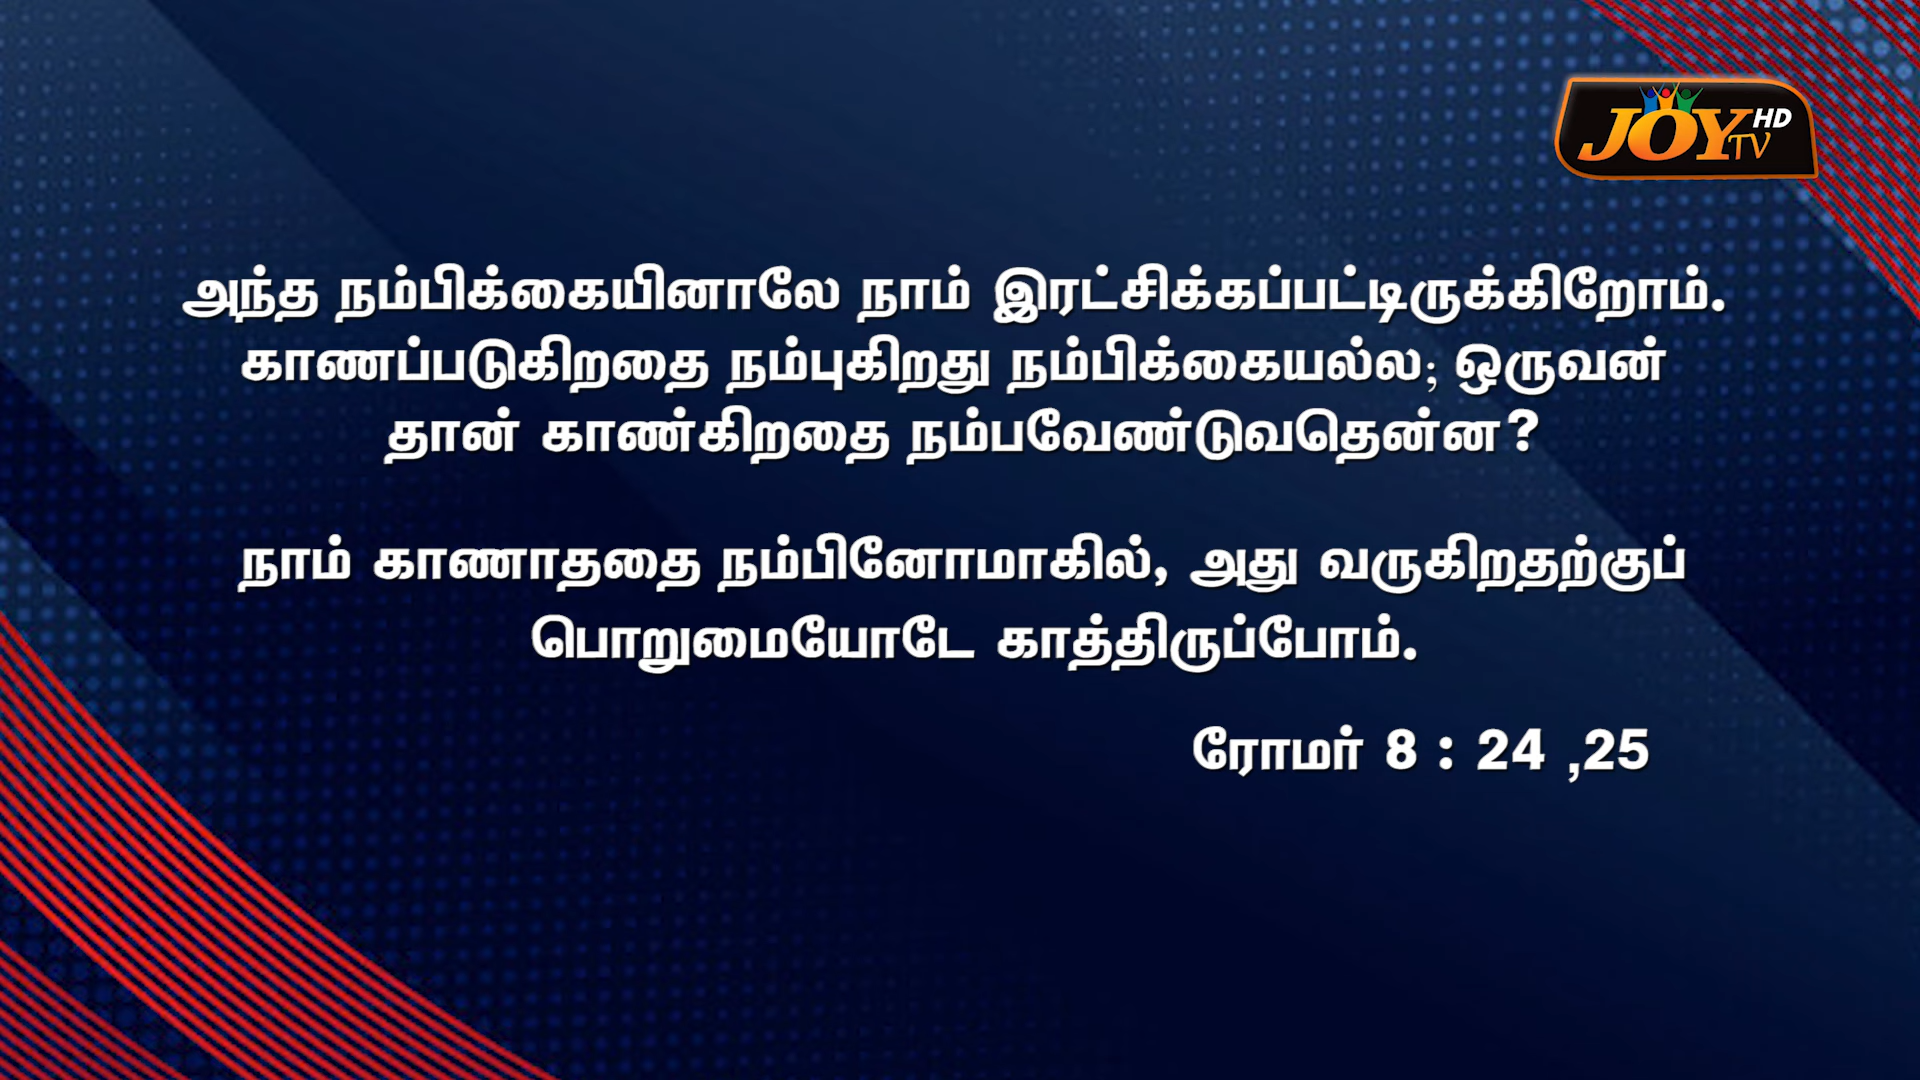 JOY TV HD
அந்த நம்பிக்கையினாலே நாம் இரட்சிக்கப்பட்டிருக்கிறோம்.
காணப்படுகிறதை நம்புகிறது நம்பிக்கையல்ல; ஒருவன்
தான் காண்கிறதை நம்பவேண்டுவதென்ன?
நாம் காணாததை நம்பினோமாகில், அது வருகிறதற்குப்
பொறுமையோடே காத்திருப்போம்.
ரோமர் 8 : 24 ,25